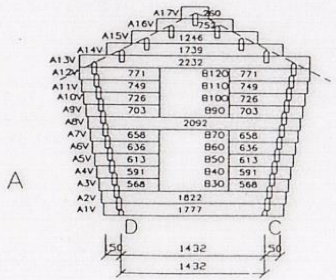 A17V 260
A16V 752
A15V 1246
A14V 1739
A13V 2232
A12V 771 B120 771
A11V 749 B110 749
A10V 726 B100 726
A9V 703 B90 703
A8V 2092
A7V 658 B70 658
A6V 636 B60 636
A5V 613 B50 613
A4V 591 B40 591
A3V 568 B30 568
A2V 1822
A1V 1777
A
D C
50 1432 50
1432